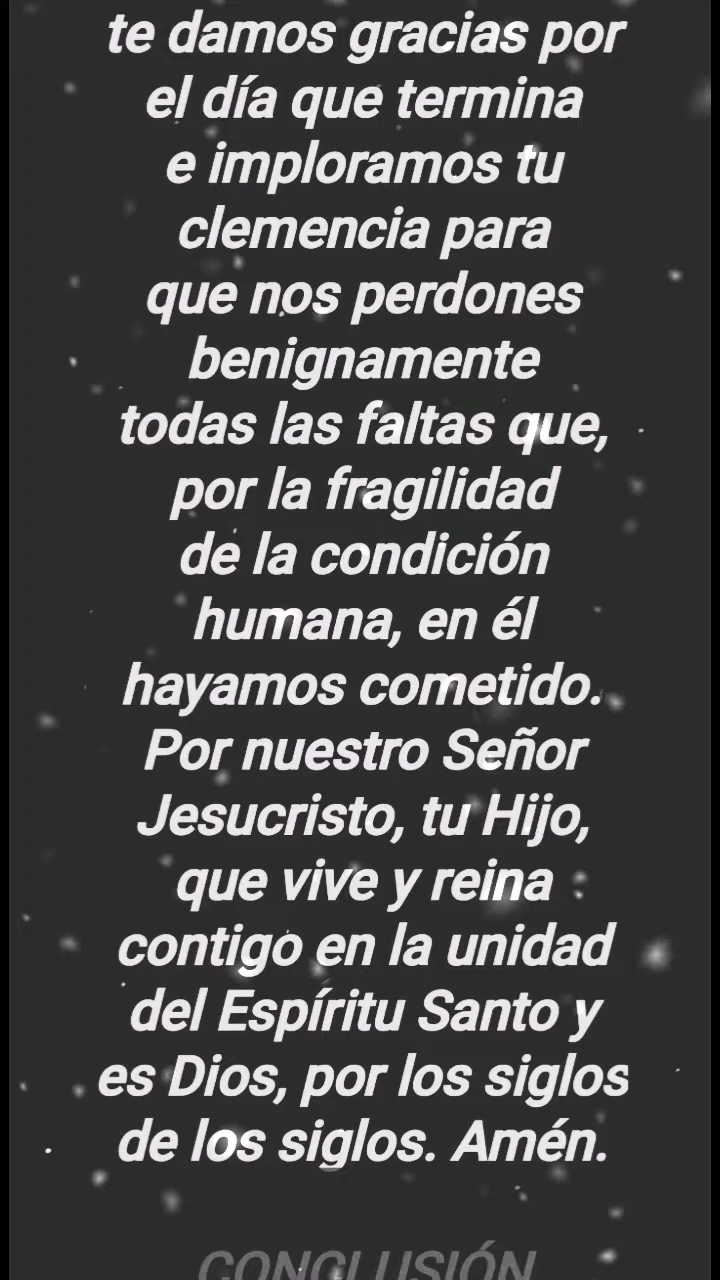 te damos gracias por
el día que termina
e imploramos tu
clemencia para
que nos perdones
benignamente
todas las faltas que,
por la fragilidad
de la condición
humana, en él
hayamos cometido.
Por nuestro Señor
Jesucristo, tu Hijo,
que vive y reina
contigo en la unidad
del Espíritu Santo y
es Dios, por los siglos
de los siglos. Amén.
CONCLUSIÓN